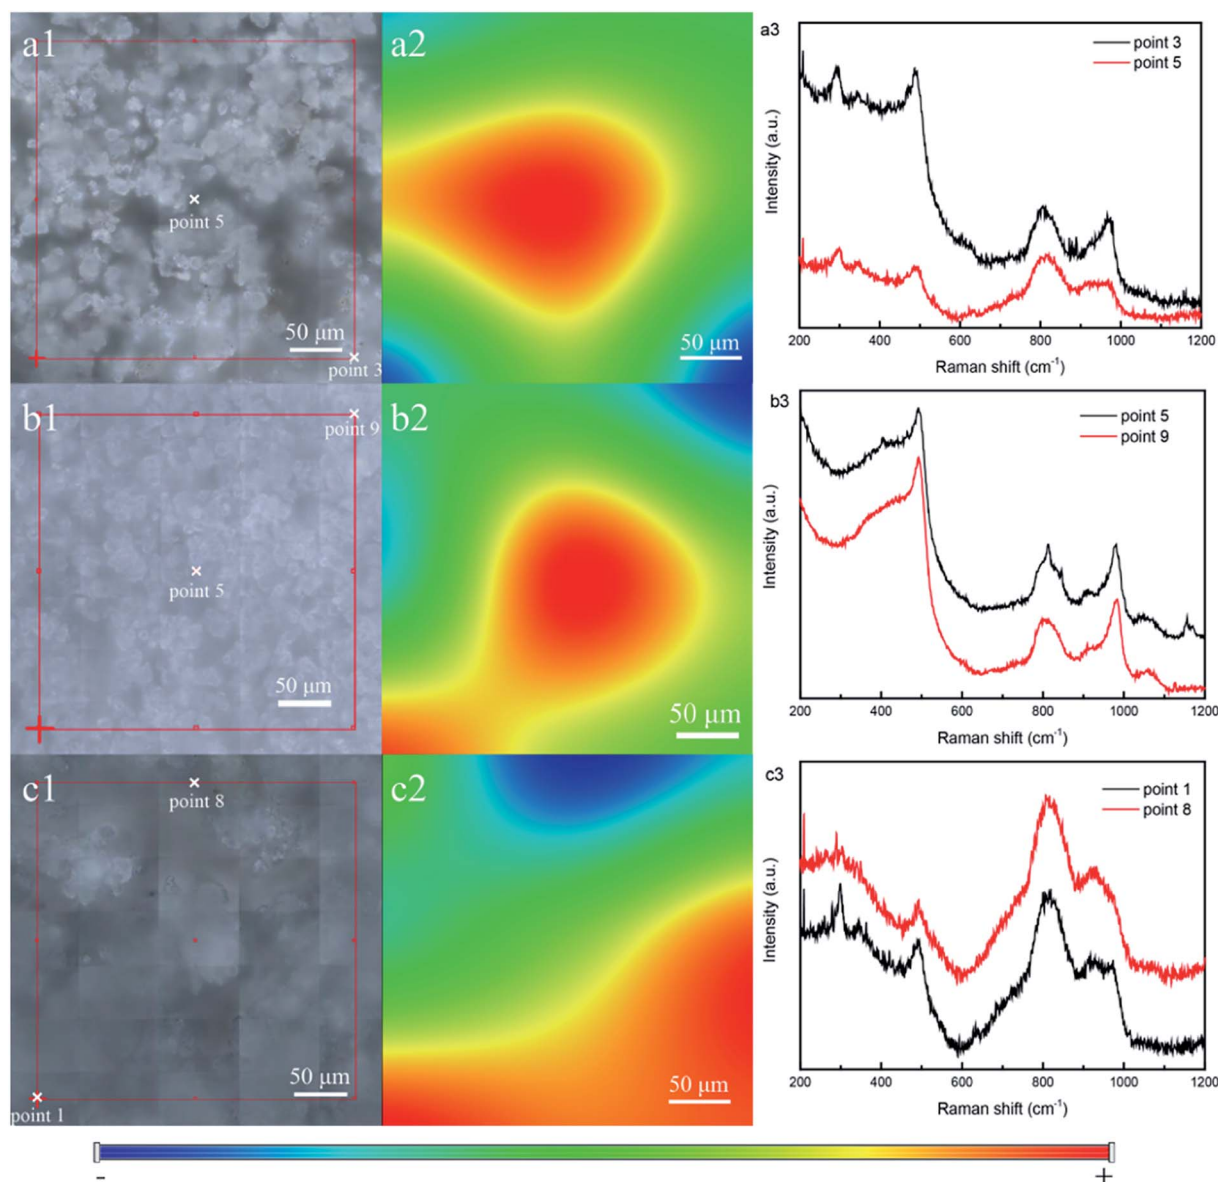 a1
point 5
50 μm
point 3
a2
50 μm
a3
point 3
point 5
Intensity (a.u.)
200 400 600 800 1000 1200
Raman shift (cm-1)
b1
point 9
point 5
50 μm
b2
50 μm
b3
point 5
point 9
Intensity (a.u.)
200 400 600 800 1000 1200
Raman shift (cm-1)
c1
point 8
50 μm
point 1
c2
50 μm
c3
point 1
point 8
Intensity (a.u.)
200 400 600 800 1000 1200
Raman shift (cm-1)
- +